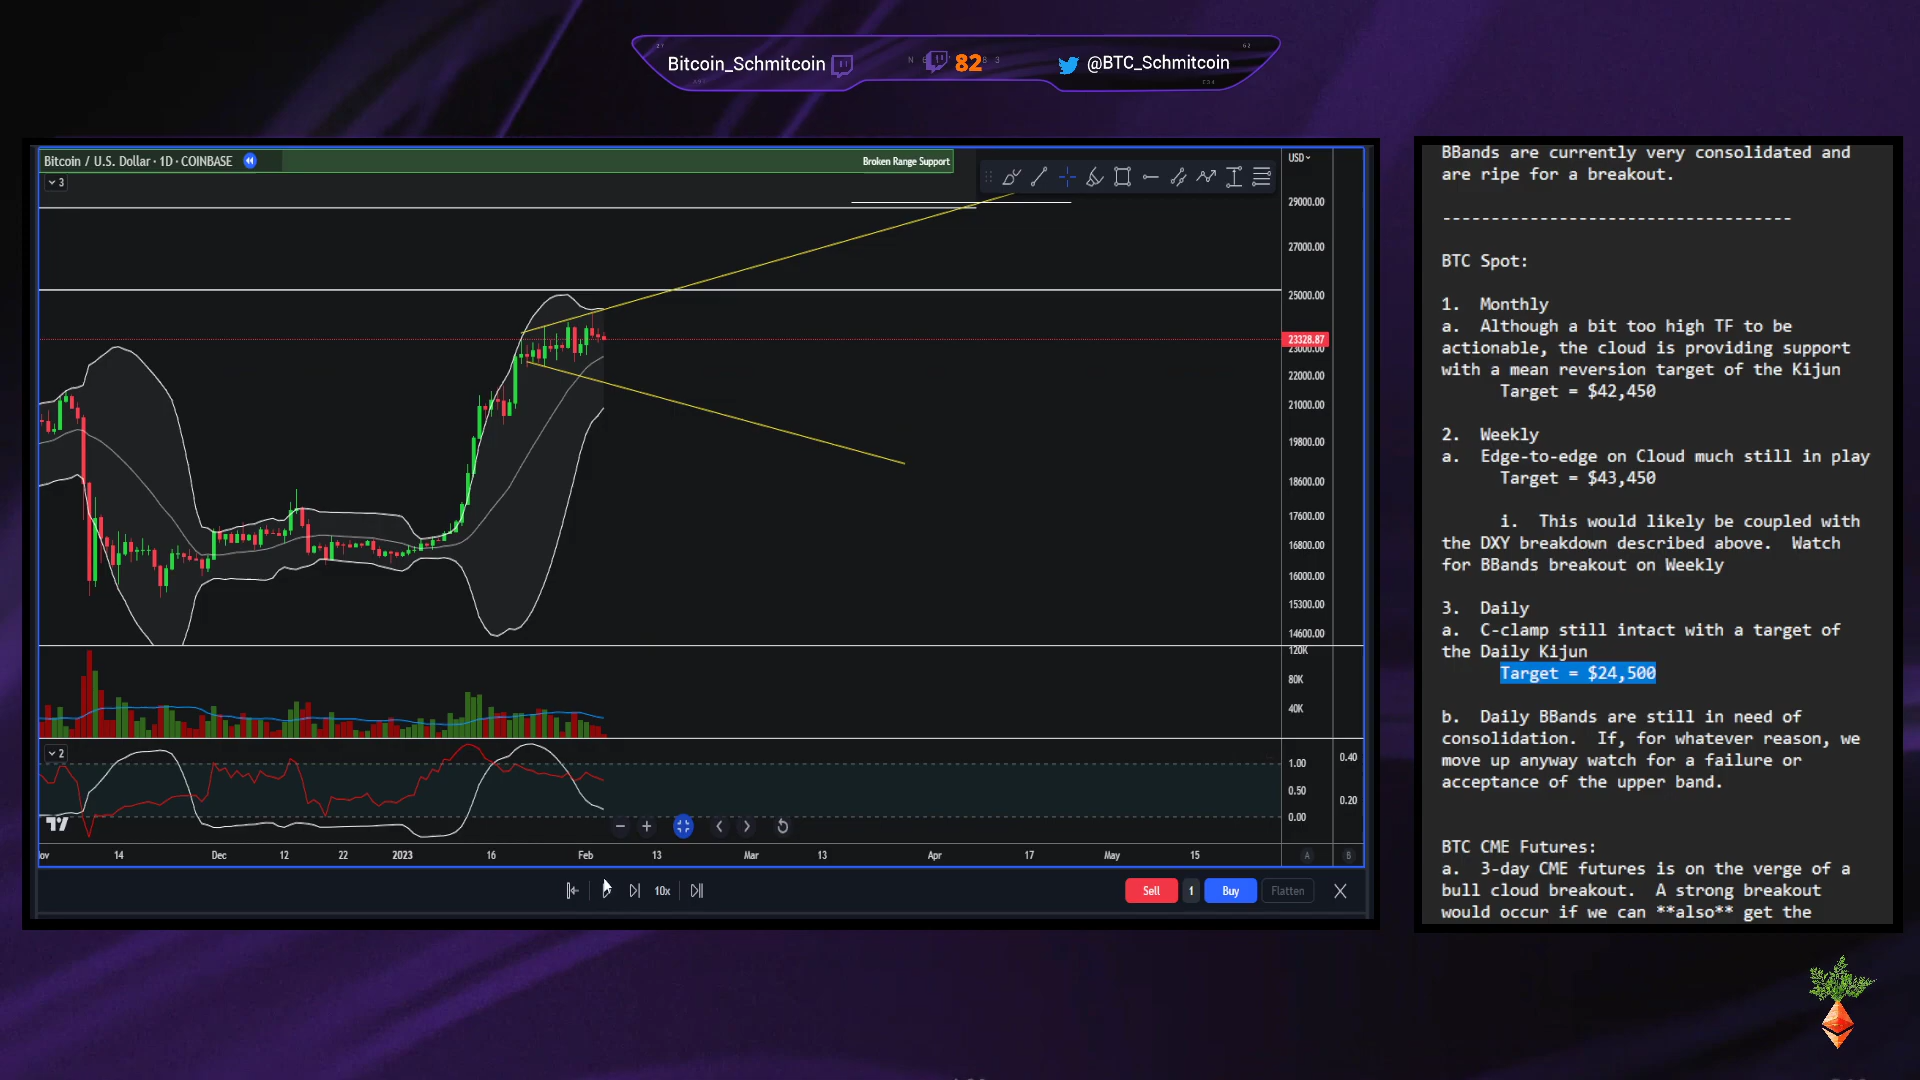 Bitcoin_Schmitcoin
82
@BTC_Schmitcoin
Bitcoin / U.S. Dollar · 1D · COINBASE
Broken Range Support
USD
3
29000.00
27000.00
25000.00
23328.87
23000.00
22000.00
21000.00
19800.00
18600.00
17600.00
16800.00
16000.00
15300.00
14600.00
120K
80K
40K
2
1.00
0.50
0.00
0.40
0.20
14
Dec
12
22
2023
16
Feb
13
Mar
13
Apr
17
May
15
A
B
10x
Sell
1
Buy
Flatten
BBands are currently very consolidated and
are ripe for a breakout.
------------------------------------
BTC Spot:
1. Monthly
a. Although a bit too high TF to be
actionable, the cloud is providing support
with a mean reversion target of the Kijun
Target = $42,450
2. Weekly
a. Edge-to-edge on Cloud much still in play
Target = $43,450
i. This would likely be coupled with
the DXY breakdown described above. Watch
for BBands breakout on Weekly
3. Daily
a. C-clamp still intact with a target of
the Daily Kijun
Target = $24,500
b. Daily BBands are still in need of
consolidation. If, for whatever reason, we
move up anyway watch for a failure or
acceptance of the upper band.
BTC CME Futures:
a. 3-day CME futures is on the verge of a
bull cloud breakout. A strong breakout
would occur if we can **also** get the